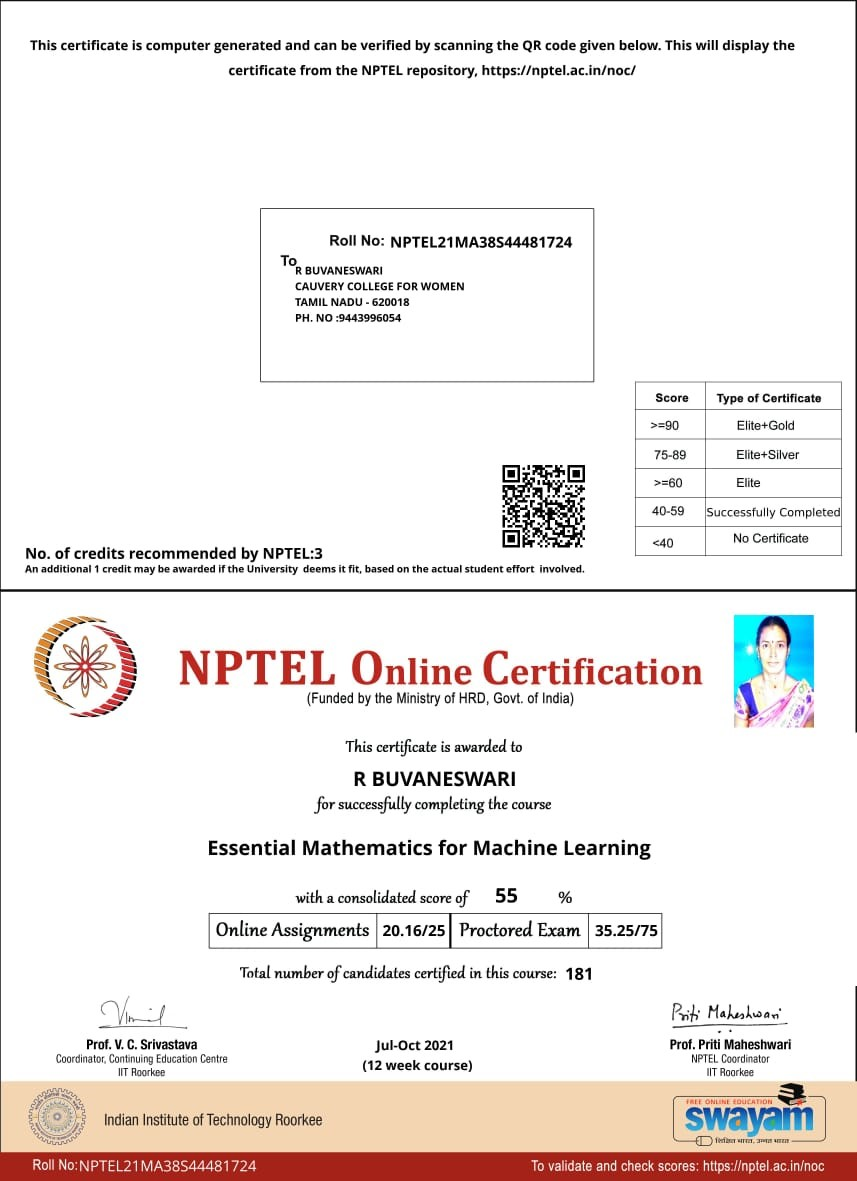 This certificate is computer generated and can be verified by scanning the QR code given below. This will display the
certificate from the NPTEL repository, https://nptel.ac.in/noc/
Roll No: NPTEL21MA38S44481724
To
R BUVANESWARI
CAUVERY COLLEGE FOR WOMEN
TAMIL NADU - 620018
PH. NO :9443996054
Score Type of Certificate
>=90 Elite+Gold
75-89 Elite+Silver
>=60 Elite
40-59 Successfully Completed
<40 No Certificate
No. of credits recommended by NPTEL:3
An additional 1 credit may be awarded if the University deems it fit, based on the actual student effort involved.
NPTEL Online Certification
(Funded by the Ministry of HRD, Govt. of India)
This certificate is awarded to
R BUVANESWARI
for successfully completing the course
Essential Mathematics for Machine Learning
with a consolidated score of 55 %
Online Assignments 20.16/25 Proctored Exam 35.25/75
Total number of candidates certified in this course: 181
Priti Maheshwari
Prof. V. C. Srivastava
Coordinator, Continuing Education Centre
IIT Roorkee
Jul-Oct 2021
(12 week course)
Prof. Priti Maheshwari
NPTEL Coordinator
IIT Roorkee
Indian Institute of Technology Roorkee
FREE ONLINE EDUCATION
swayam
शिक्षित भारत, उन्नत भारत
Roll No:NPTEL21MA38S44481724
To validate and check scores: https://nptel.ac.in/noc